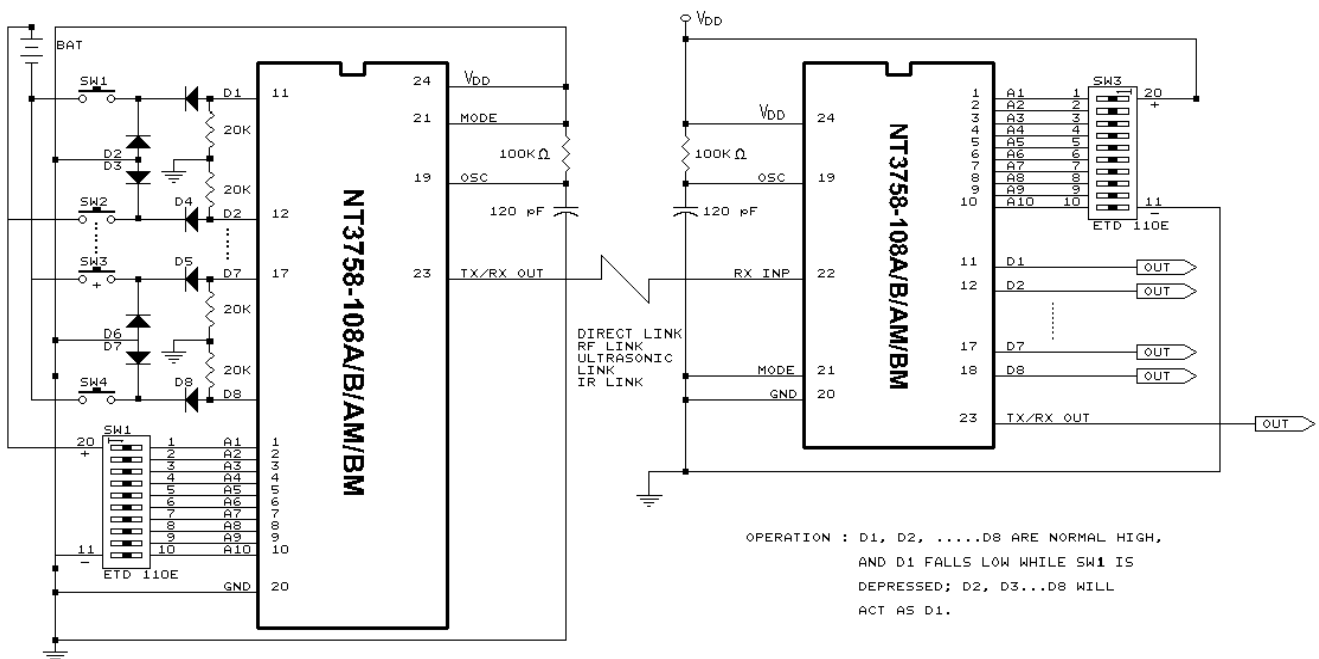 BAT
SW1
D1
11
20K
D2
D3
20K
SW2
D4
D2
12
SW3
+
D5
D7
17
20K
D6
D7
20K
SW4
D8
D8
SW1
20
+
1
1 A1 1
2 A2 2
3 A3 3
4 A4 4
5 A5 5
6 A6 6
7 A7 7
8 A8 8
9 A9 9
10 A10 10
11
-
ETD 110E
GND 20
NT3758-108A/B/AM/BM
24 VDD
21 MODE
100KΩ
19 OSC
120 pF
23 TX/RX OUT
DIRECT LINK
RF LINK
ULTRASONIC
LINK
IR LINK
VDD
VDD 24
100KΩ
OSC 19
120 pF
RX INP 22
MODE 21
GND 20
NT3758-108A/B/AM/BM
SW3
1
1 A1 1
2 A2 2
3 A3 3
4 A4 4
5 A5 5
6 A6 6
7 A7 7
8 A8 8
9 A9 9
10 A10 10
20
+
11
-
ETD 110E
11 D1 OUT
12 D2 OUT
17 D7 OUT
18 D8 OUT
23 TX/RX OUT OUT
OPERATION : D1, D2, .....D8 ARE NORMAL HIGH,
AND D1 FALLS LOW WHILE SW1 IS
DEPRESSED; D2, D3...D8 WILL
ACT AS D1.